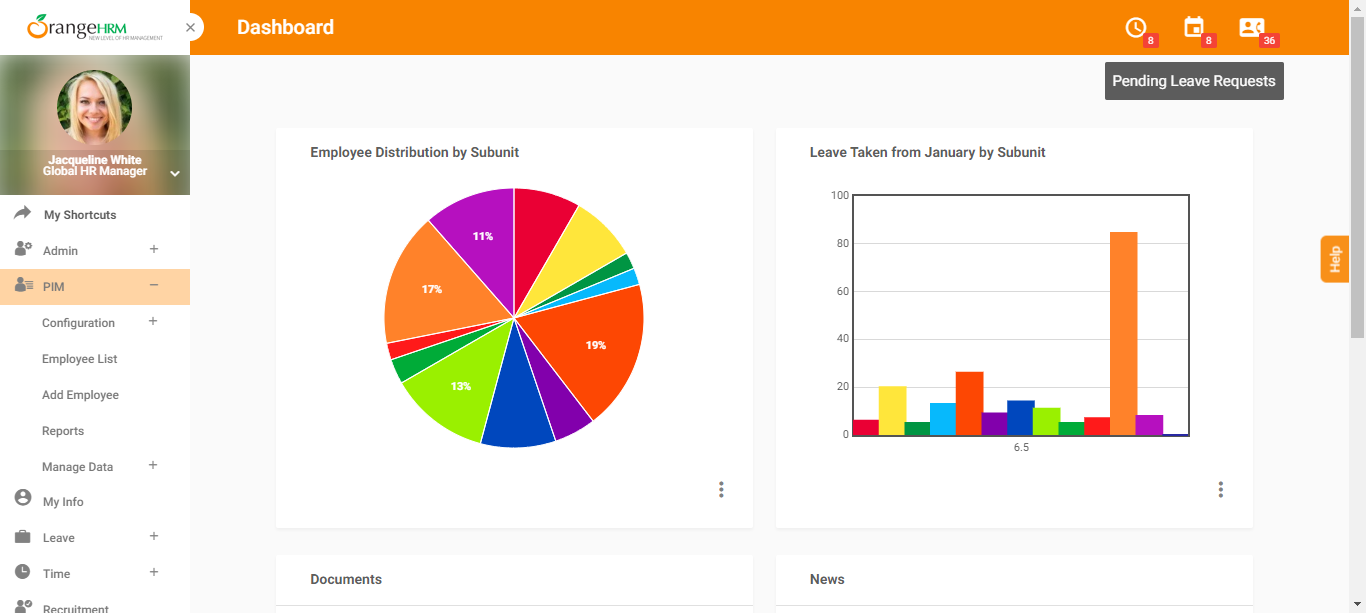 OrangeHRM
NEW LEVEL OF HR MANAGEMENT
Dashboard
8
8
36
Pending Leave Requests
Jacqueline White
Global HR Manager
My Shortcuts
Admin
PIM
Configuration
Employee List
Add Employee
Reports
Manage Data
My Info
Leave
Time
Recruitment
Employee Distribution by Subunit
11%
17%
19%
13%
Leave Taken from January by Subunit
100
80
60
40
20
0
6.5
Help
Documents
News